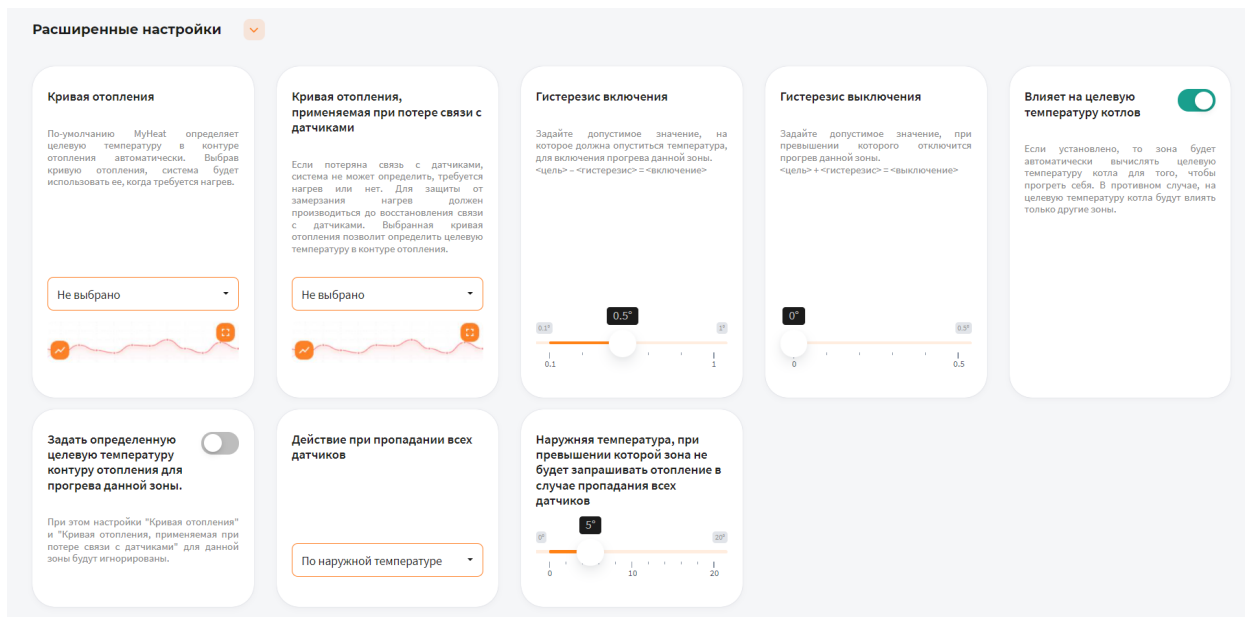 Расширенные настройки
Кривая отопления
По-умолчанию MyHeat определяет
целевую температуру в контуре
отопления автоматически. Выбрав
кривую отопления, система будет
использовать ее, когда требуется нагрев.
Не выбрано
Кривая отопления,
применяемая при потере связи с
датчиками
Если потеряна связь с датчиками,
система не может определить, требуется
нагрев или нет. Для защиты от
замерзания нагрев должен
производиться до восстановления связи
с датчиками. Выбранная кривая
отопления позволит определить целевую
температуру в контуре отопления.
Не выбрано
Гистерезис включения
Задайте допустимое значение, на
которое должна опуститься температура,
для включения прогрева данной зоны.
<цель> – <гистерезис> = <включение>
0.5°
0.1°
1°
0.1
1
Гистерезис выключения
Задайте допустимое значение, при
превышении которого отключится
прогрев данной зоны.
<цель> + <гистерезис> = <выключение>
0°
0.5°
0
0.5
Влияет на целевую
температуру котлов
Если установлено, то зона будет
автоматически вычислять целевую
температуру котла для того, чтобы
прогреть себя. В противном случае, на
целевую температуру котла будут влиять
только другие зоны.
Задать определенную
целевую температуру
контуру отопления для
прогрева данной зоны.
При этом настройки "Кривая отопления"
и "Кривая отопления, применяемая при
потере связи с датчиками" для данной
зоны будут игнорированы.
Действие при пропадании всех
датчиков
По наружной температуре
Наружняя температура, при
превышении которой зона не
будет запрашивать отопление в
случае пропадания всех
датчиков
5°
0°
20°
0
10
20